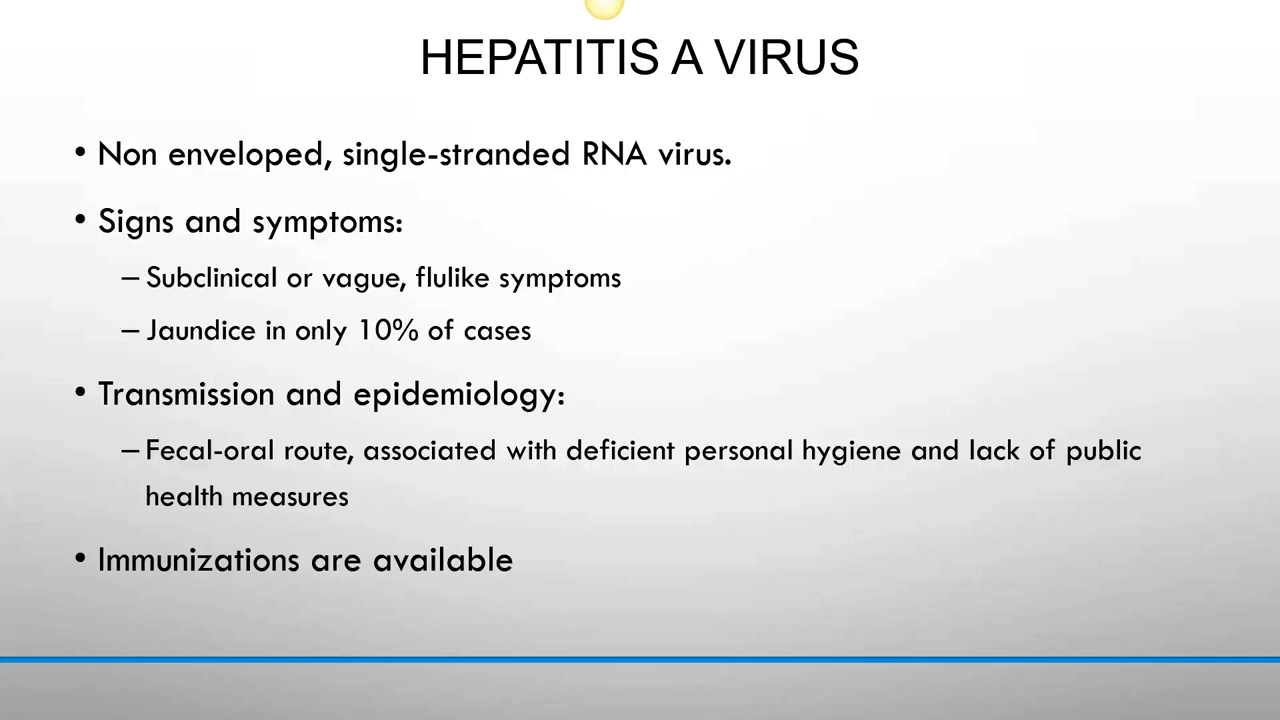 HEPATITIS A VIRUS
• Non enveloped, single-stranded RNA virus.
• Signs and symptoms:
– Subclinical or vague, flulike symptoms
– Jaundice in only 10% of cases
• Transmission and epidemiology:
– Fecal-oral route, associated with deficient personal hygiene and lack of public
health measures
• Immunizations are available